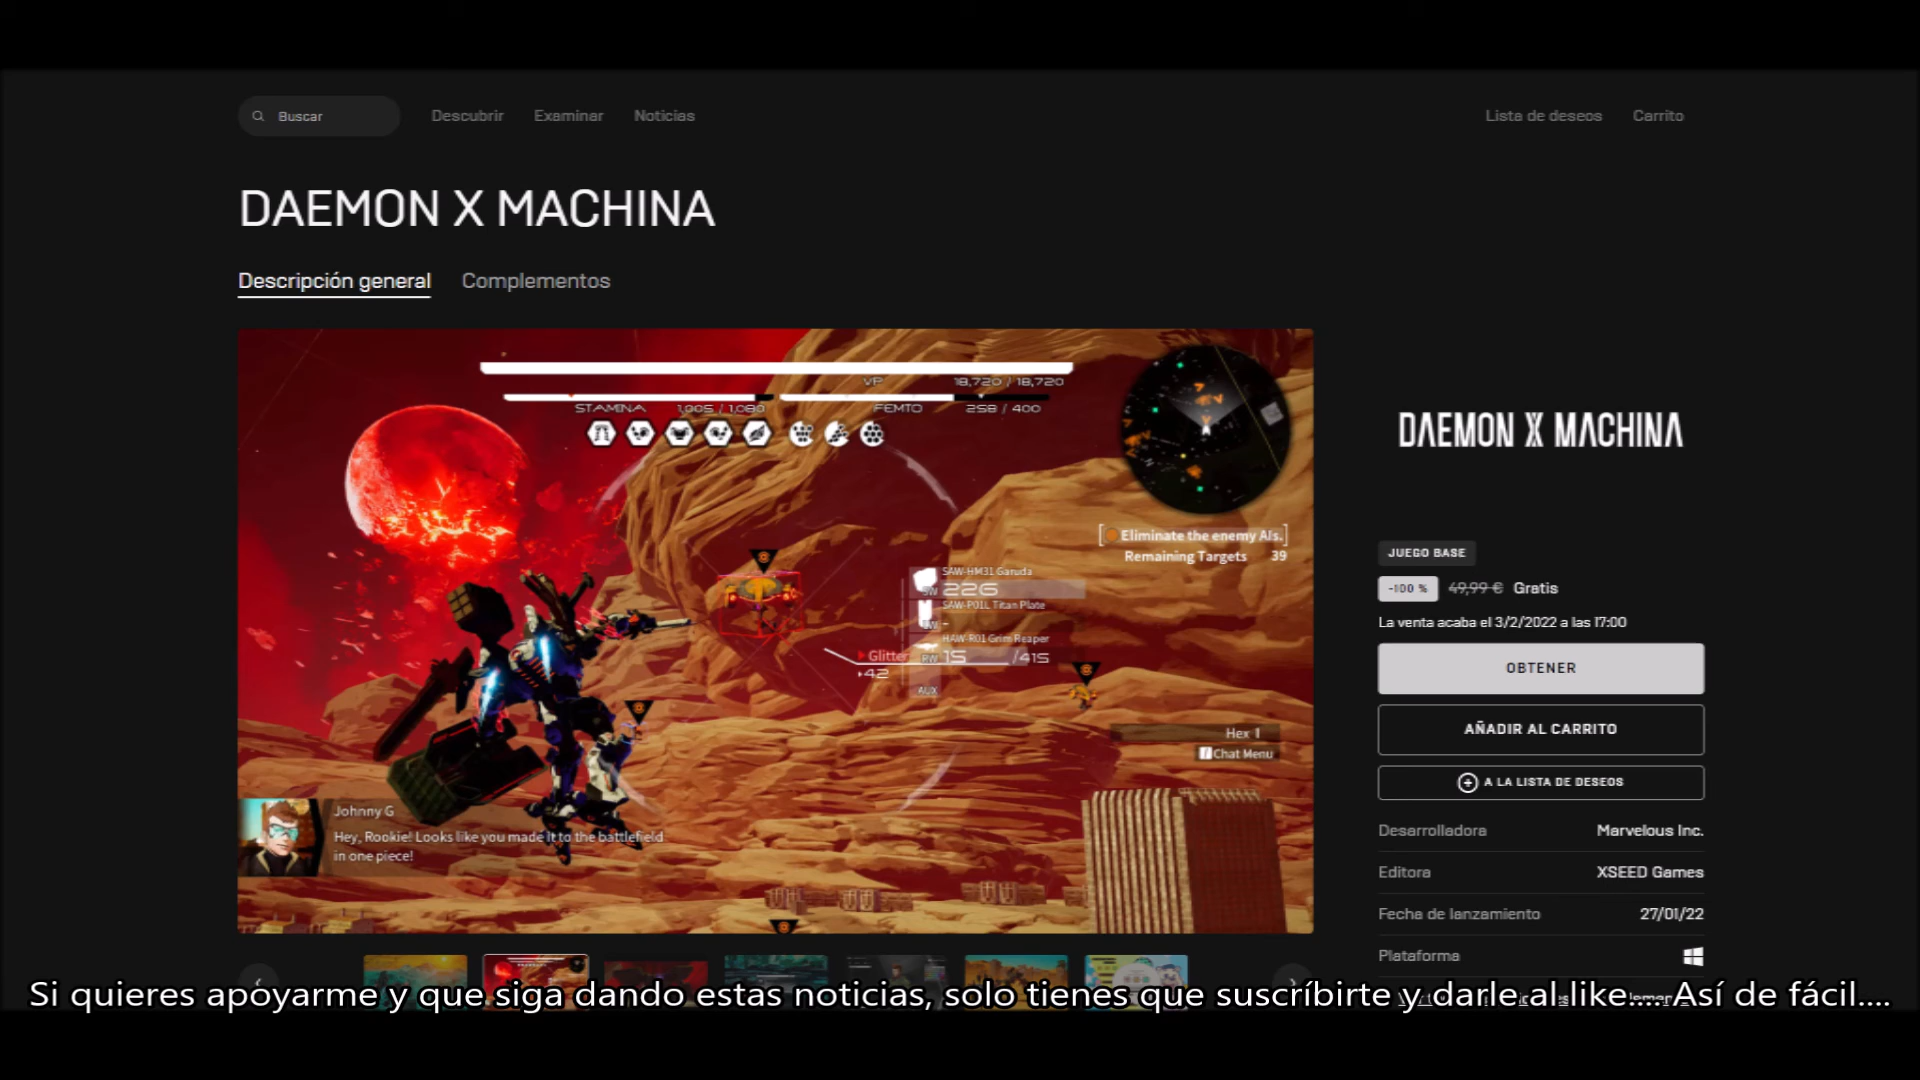 Buscar
Descubrir
Examinar
Noticias
Lista de deseos
Carrito
DAEMON X MACHINA
Descripción general
Complementos
VP 18,720 / 18,720
STAMINA 1,005 / 1,080
FEMTO 258 / 400
Eliminate the enemy AIs.
Remaining Targets 39
SAW-HM31 Garuda
SW 226
SAW-P01L Titan Plate
LW -
HAW-R01 Grim Reaper
RW 15 /415
AUX
Glitter
42
Hex
Chat Menu
Johnny G
Hey, Rookie! Looks like you made it to the battlefield
in one piece!
DAEMON X MACHINA
JUEGO BASE
-100 % 49,99 € Gratis
La venta acaba el 3/2/2022 a las 17:00
OBTENER
AÑADIR AL CARRITO
A LA LISTA DE DESEOS
Desarrolladora Marvelous Inc.
Editora XSEED Games
Fecha de lanzamiento 27/01/22
Plataforma
Si quieres apoyarme y que siga dando estas noticias, solo tienes que suscríbirte y darle al like.... Así de fácil....